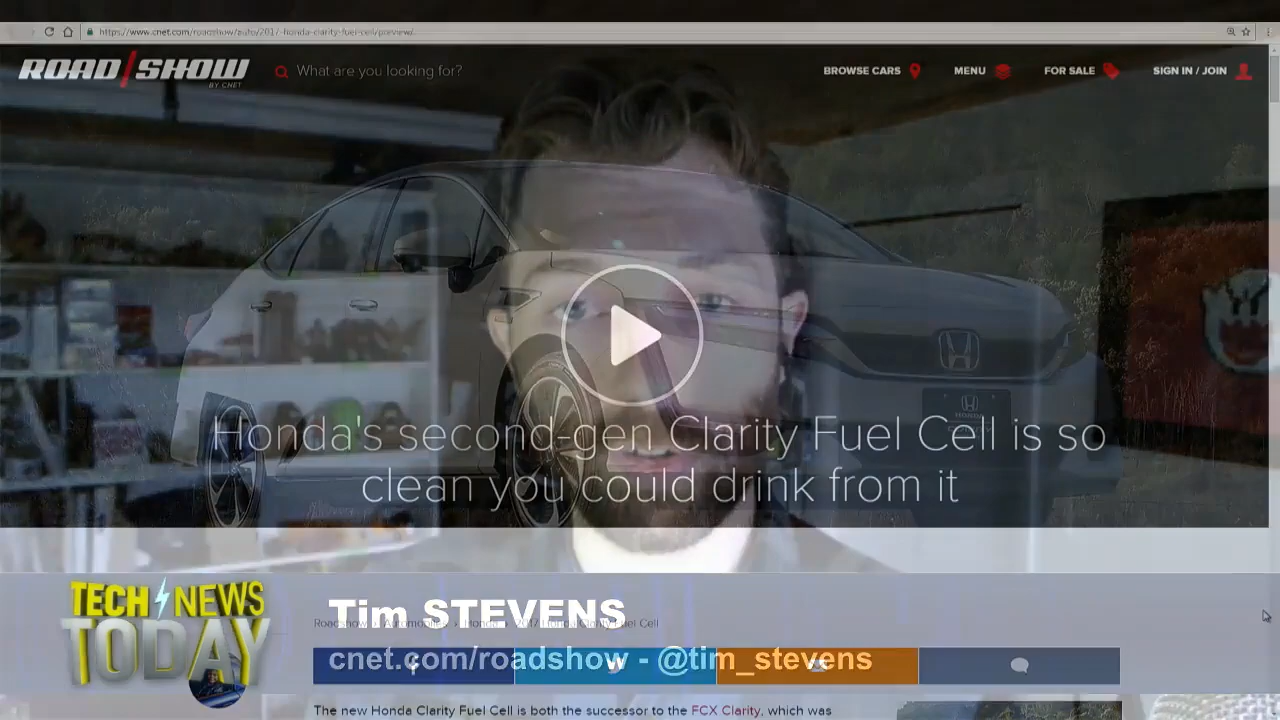 https://www.cnet.com/roadshow/auto/2017-honda-clarity-fuel-cell/preview/
ROAD/SHOW
BY CNET
What are you looking for?
BROWSE CARS
MENU
FOR SALE
SIGN IN / JOIN
HONDA
Honda's second-gen Clarity Fuel Cell is so
clean you could drink from it
TECH NEWS
TODAY
Tim STEVENS
Roadshow Automobiles Honda 2017 Honda Clarity Fuel Cell
cnet.com/roadshow - @tim_stevens
The new Honda Clarity Fuel Cell is both the successor to the FCX Clarity, which was